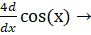 4d/dx cos(x) →